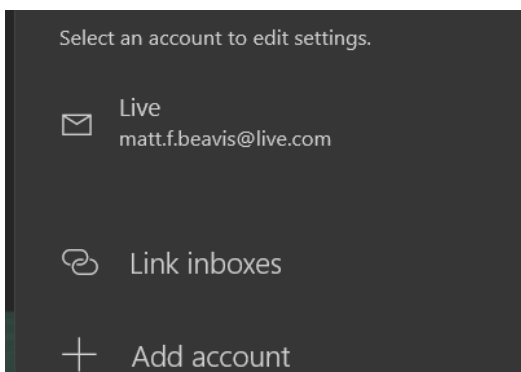 Select an account to edit settings.
Live
matt.f.beavis@live.com
Link inboxes
Add account